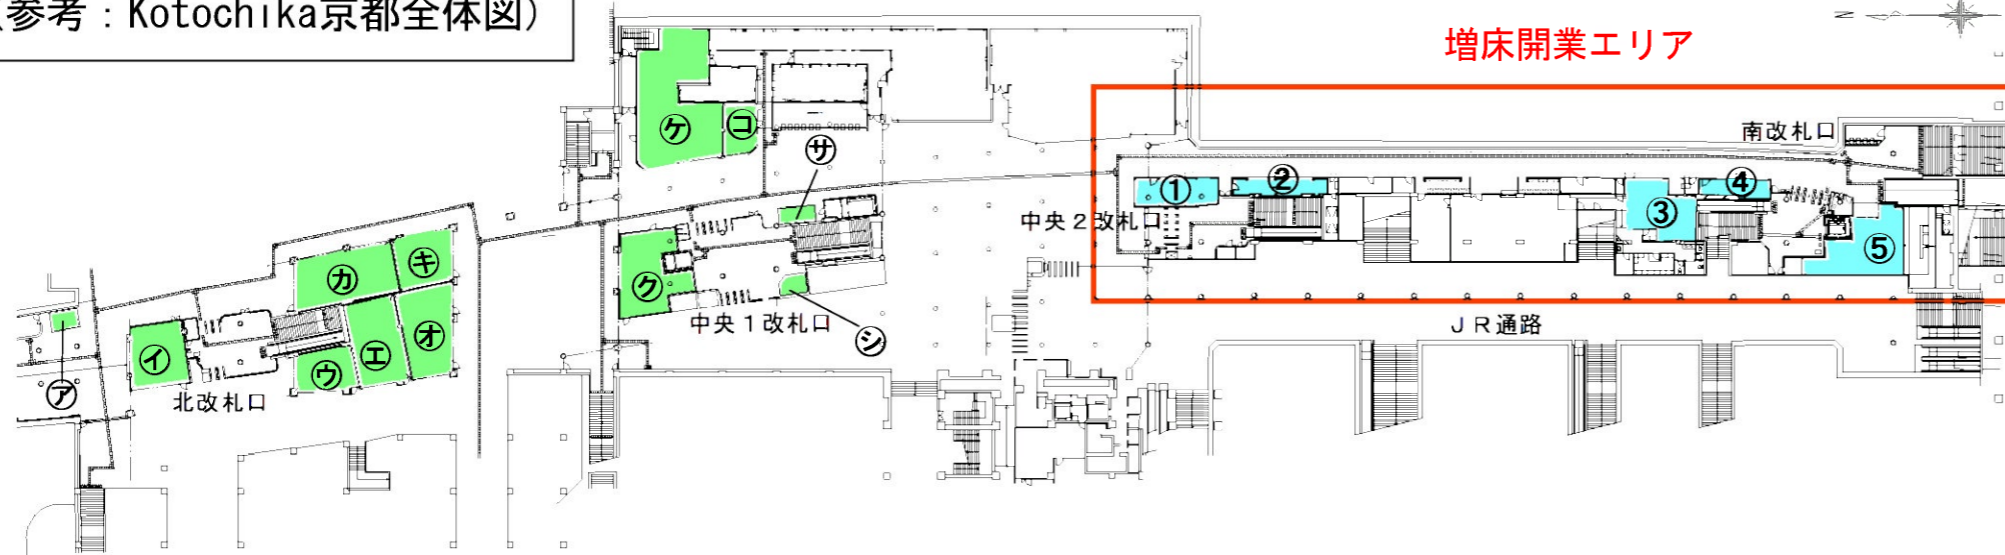 (参考：Kotochika京都全体図)
N
増床開業エリア
南改札口
ケ
コ
サ
①
②
③
④
⑤
中央2改札口
カ
キ
ク
シ
中央1改札口
JR通路
ア
イ
ウ
エ
オ
北改札口